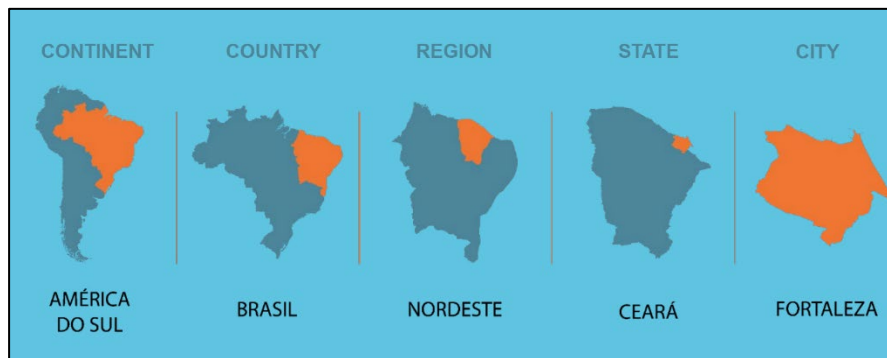 CONTINENT
COUNTRY
REGION
STATE
CITY
AMÉRICA
DO SUL
BRASIL
NORDESTE
CEARÁ
FORTALEZA